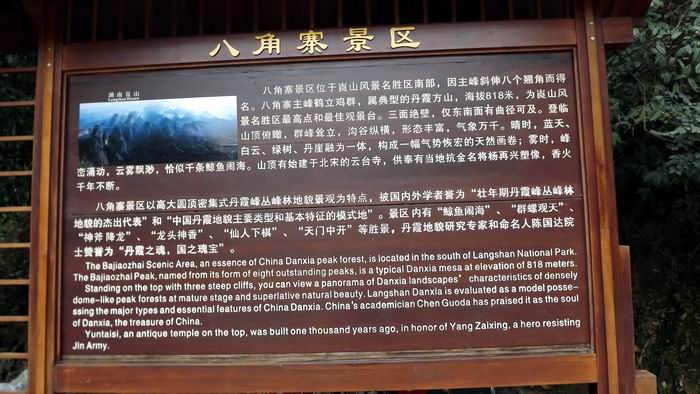 八角寨景区
湖南莨山
Langshan Hunan
八角寨景区位于崀山风景名胜区南部，因主峰斜伸八个翘角而得
名。八角寨主峰鹤立鸡群，属典型的丹霞方山，海拔818米，为崀山风
景名胜区最高点和最佳观景台。三面绝壁，仅东南面有曲径可及。登临
山顶俯瞰，群峰耸立，沟谷纵横，形态丰富，气象万千。晴时，蓝天、
白云、绿树、丹崖融为一体，构成一幅气势恢宏的天然画卷；雾时，峰
峦涌动，云雾飘渺，恰似千条鲸鱼闹海。山顶有始建于北宋的云台寺，供奉有当地抗金名将杨再兴塑像，香火
千年不断。
八角寨景区以高大圆顶密集式丹霞峰丛峰林地貌景观为特点，被国内外学者誉为“壮年期丹霞峰丛峰林
地貌的杰出代表”和“中国丹霞地貌主要类型和基本特征的模式地”。景区内有“鲸鱼闹海”、“群螺观天”、
“神斧降龙”、“龙头神香”、“仙人下棋”、“天门中开”等胜景，丹霞地貌研究专家和命名人陈国达院
士赞誉为“丹霞之魂，国之瑰宝”。
The Bajiaozhai Scenic Area, an essence of China Danxia peak forest, is located in the south of Langshan National Park.
The Bajiaozhai Peak, named from its form of eight outstanding peaks, is a typical Danxia mesa at elevation of 818 meters.
Standing on the top with three steep cliffs, you can view a panorama of Danxia landscapes' characteristics of densely
dome-like peak forests at mature stage and superlative natural beauty. Langshan Danxia is evaluated as a model posse-
ssing the major types and essential features of China Danxia. China's academician Chen Guoda has praised it as the soul
of Danxia, the treasure of China.
Yuntaisi, an antique temple on the top, was built one thousand years ago, in honor of Yang Zaixing, a hero resisting
Jin Army.